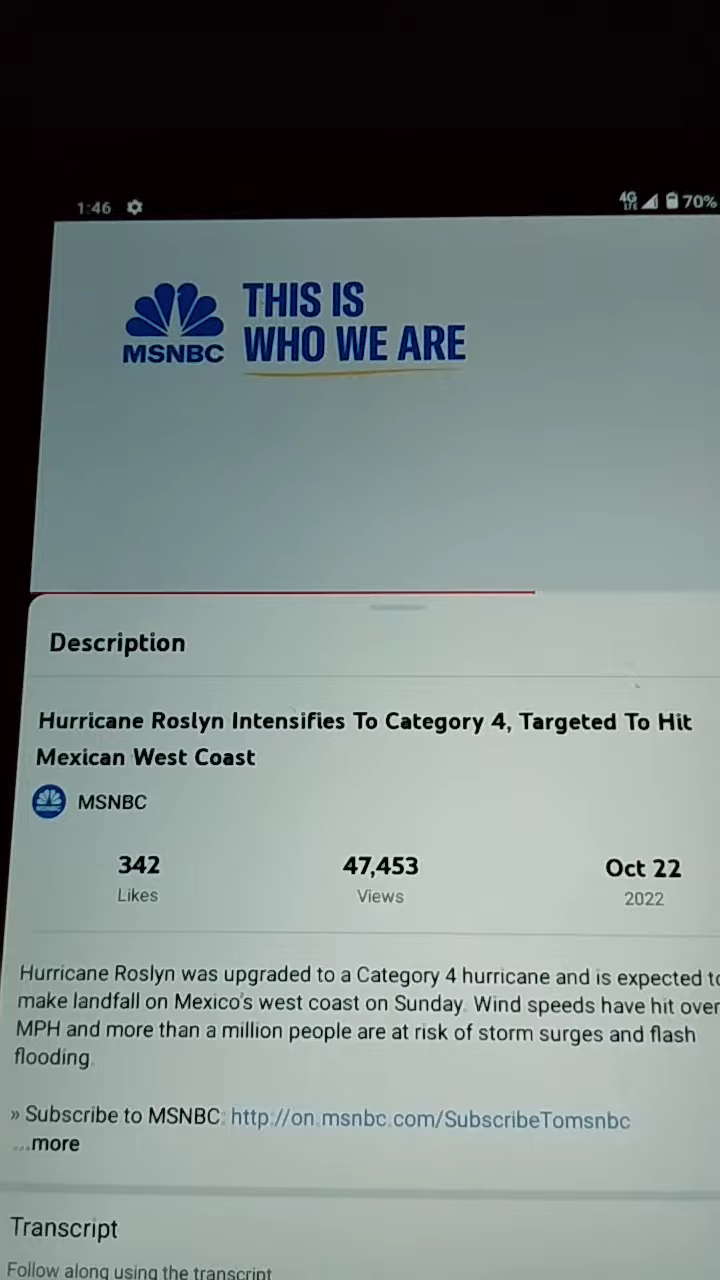 1:46 4G LTE 70%
THIS IS
WHO WE ARE
MSNBC
Description
Hurricane Roslyn Intensifies To Category 4, Targeted To Hit
Mexican West Coast
MSNBC MSNBC
342 47,453 Oct 22
Likes Views 2022
Hurricane Roslyn was upgraded to a Category 4 hurricane and is expected to
make landfall on Mexico's west coast on Sunday. Wind speeds have hit over
MPH and more than a million people are at risk of storm surges and flash
flooding.
» Subscribe to MSNBC: http://on.msnbc.com/SubscribeTomsnbc
...more
Transcript
Follow along using the transcript.